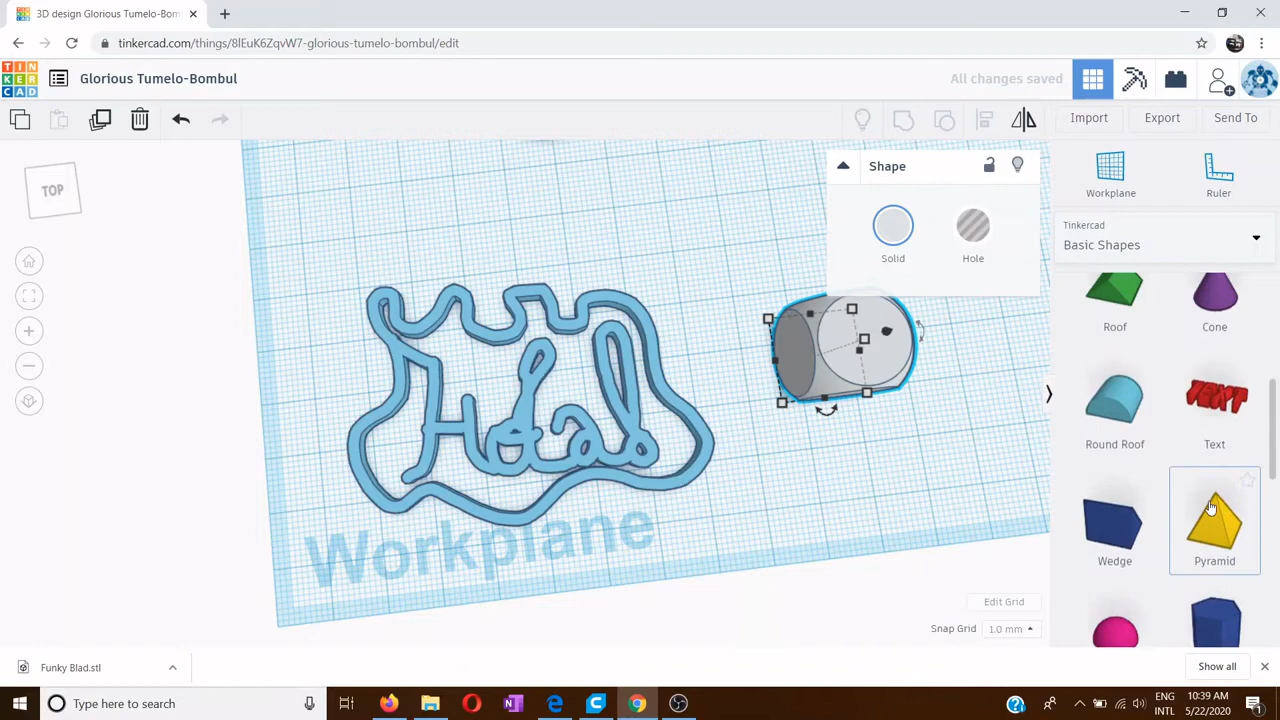 3D design Glorious Tumelo-Bom
tinkercad.com/things/8lEuK6ZqvW7-glorious-tumelo-bombul/edit
TIN
KER
CAD
Glorious Tumelo-Bombul
All changes saved
Import
Export
Send To
TOP
Shape
Solid
Hole
Workplane
Ruler
Tinkercad
Basic Shapes
Roof
Cone
Round Roof
TEXT
Text
Wedge
Pyramid
Workplane
Edit Grid
Snap Grid
1.0 mm
Funky Blad.stl
Show all
Type here to search
ENG
INTL
10:39 AM
5/22/2020